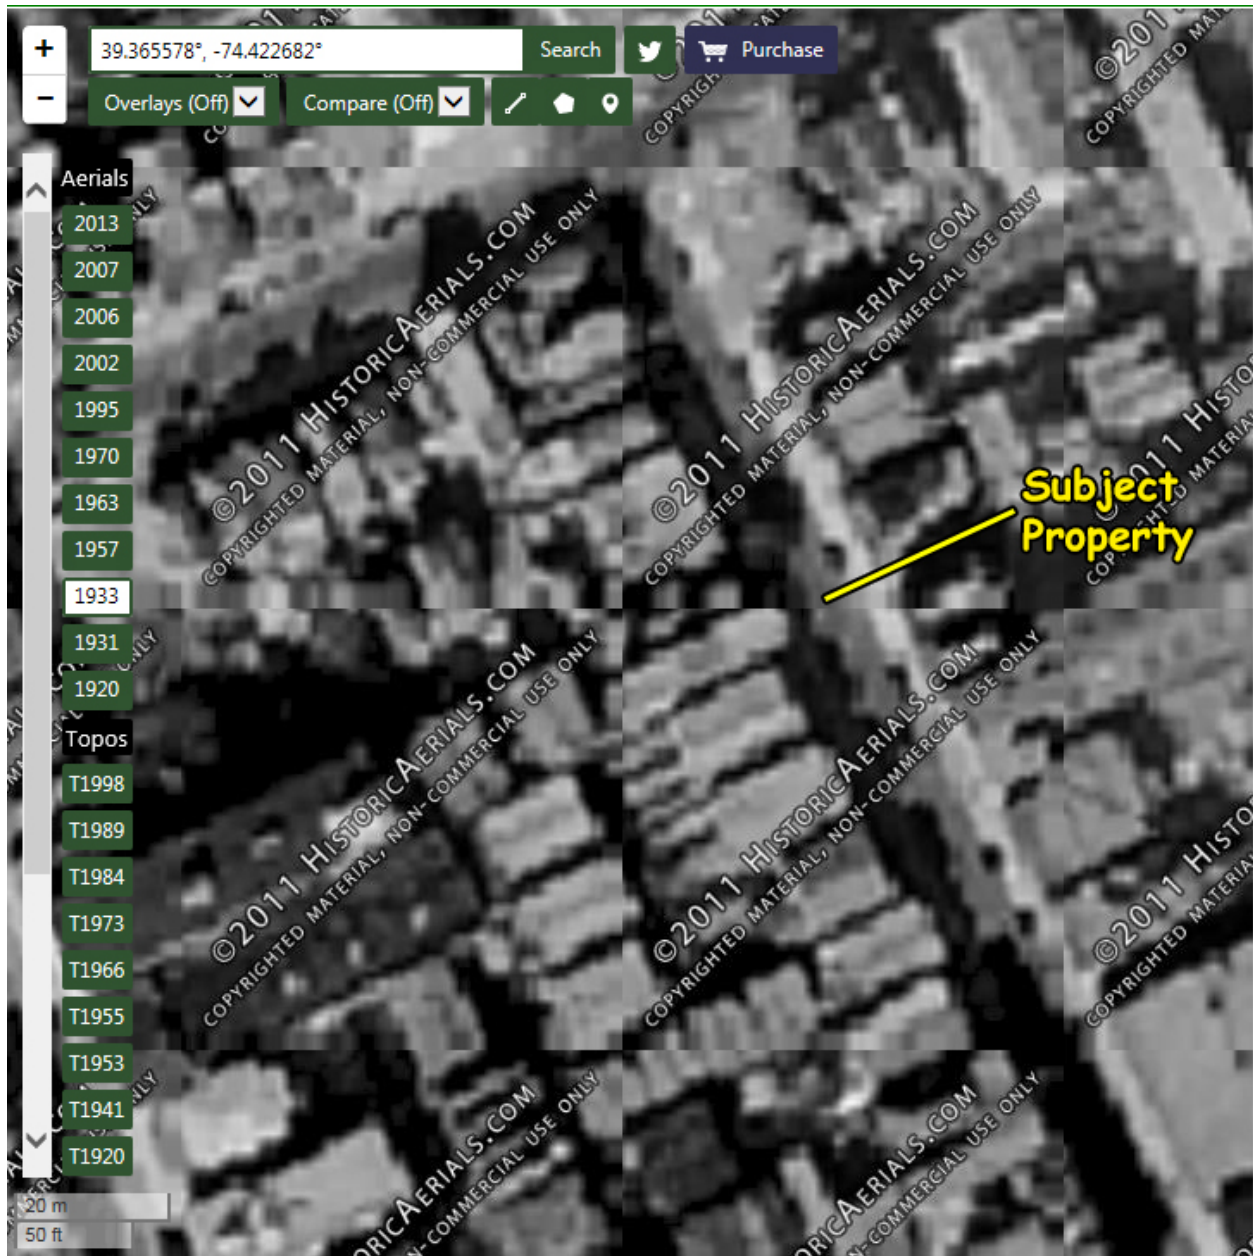 +
39.365578°, -74.422682°
Search
Purchase
−
Overlays (Off)
Compare (Off)
Aerials
2013
2007
2006
2002
1995
1970
1963
1957
1933
1931
1920
Topos
T1998
T1989
T1984
T1973
T1966
T1955
T1953
T1941
T1920
20 m
50 ft
Subject
Property
©2011 HISTORICAERIALS.COM
COPYRIGHTED MATERIAL, NON-COMMERCIAL USE ONLY
©2011 HISTORICAERIALS.COM
COPYRIGHTED MATERIAL, NON-COMMERCIAL USE ONLY
©2011 HISTORICAERIALS.COM
COPYRIGHTED MATERIAL, NON-COMMERCIAL USE ONLY
©2011 HISTORICAERIALS.COM
COPYRIGHTED MATERIAL, NON-COMMERCIAL USE ONLY